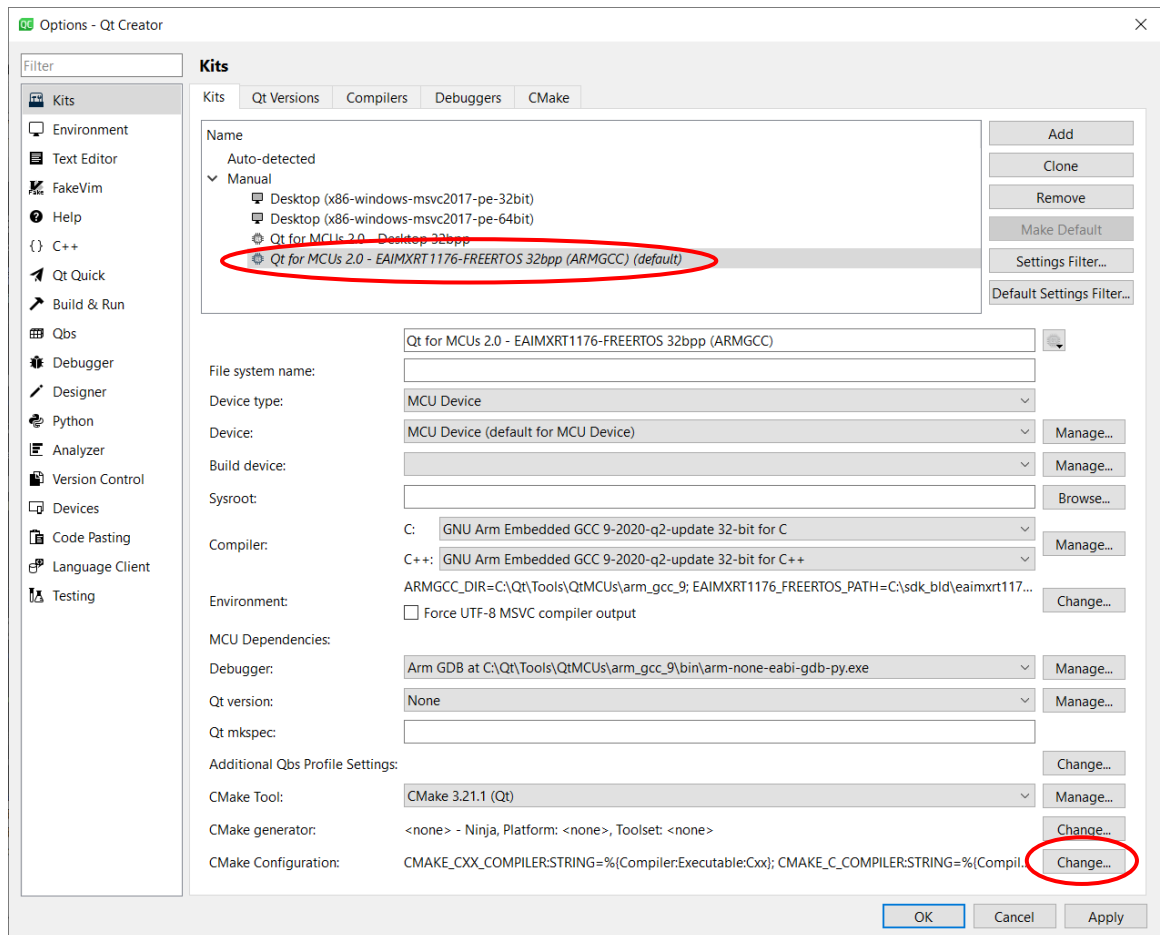 Options - Qt Creator
Filter
Kits
Environment
Text Editor
FakeVim
Help
C++
Qt Quick
Build & Run
Qbs
Debugger
Designer
Python
Analyzer
Version Control
Devices
Code Pasting
Language Client
Testing
Kits
Kits Qt Versions Compilers Debuggers CMake
Name
Auto-detected
Manual
Desktop (x86-windows-msvc2017-pe-32bit)
Desktop (x86-windows-msvc2017-pe-64bit)
Qt for MCUs 2.0 - Desktop 32bpp
Qt for MCUs 2.0 - EAIMXRT1176-FREERTOS 32bpp (ARMGCC) (default)
Add
Clone
Remove
Make Default
Settings Filter...
Default Settings Filter...
Qt for MCUs 2.0 - EAIMXRT1176-FREERTOS 32bpp (ARMGCC)
File system name:
Device type: MCU Device
Device: MCU Device (default for MCU Device) Manage...
Build device: Manage...
Sysroot: Browse...
Compiler: C: GNU Arm Embedded GCC 9-2020-q2-update 32-bit for C Manage...
C++: GNU Arm Embedded GCC 9-2020-q2-update 32-bit for C++
Environment: ARMGCC_DIR=C:\Qt\Tools\QtMCUs\arm_gcc_9; EAIMXRT1176_FREERTOS_PATH=C:\sdk_bld\eaimxrt117... Change...
Force UTF-8 MSVC compiler output
MCU Dependencies:
Debugger: Arm GDB at C:\Qt\Tools\QtMCUs\arm_gcc_9\bin\arm-none-eabi-gdb-py.exe Manage...
Qt version: None Manage...
Qt mkspec:
Additional Qbs Profile Settings: Change...
CMake Tool: CMake 3.21.1 (Qt) Manage...
CMake generator: <none> - Ninja, Platform: <none>, Toolset: <none> Change...
CMake Configuration: CMAKE_CXX_COMPILER:STRING=%{Compiler:Executable:Cxx}; CMAKE_C_COMPILER:STRING=%{Compil... Change...
OK Cancel Apply